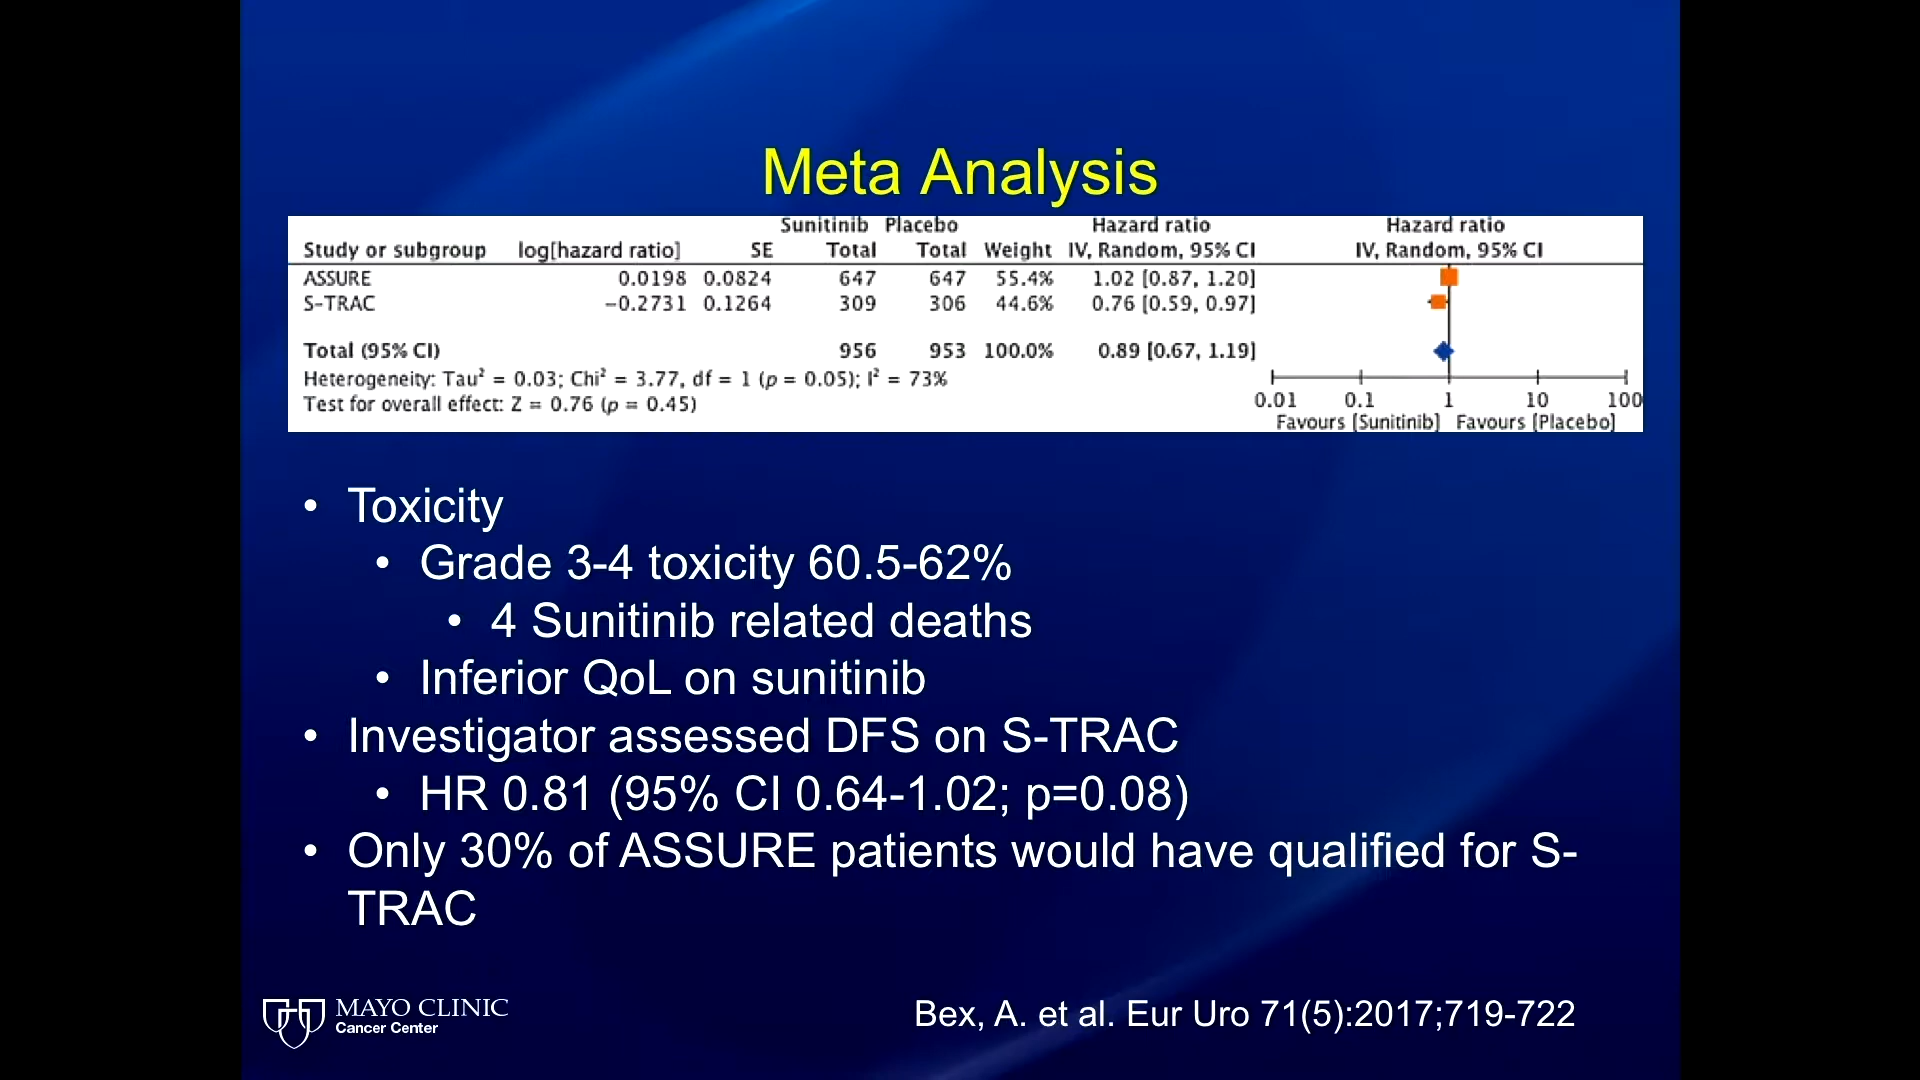 Meta Analysis
Sunitinib Placebo Hazard ratio Hazard ratio
Study or subgroup log[hazard ratio] SE Total Total Weight IV, Random, 95% CI IV, Random, 95% CI
ASSURE 0.0198 0.0824 647 647 55.4% 1.02 [0.87, 1.20]
S-TRAC −0.2731 0.1264 309 306 44.6% 0.76 [0.59, 0.97]
Total (95% CI) 956 953 100.0% 0.89 [0.67, 1.19]
Heterogeneity: Tau² = 0.03; Chi² = 3.77, df = 1 (p = 0.05); I² = 73%
Test for overall effect: Z = 0.76 (p = 0.45)
0.01 0.1 1 10 100
Favours [Sunitinib] Favours [Placebo]
• Toxicity
• Grade 3-4 toxicity 60.5-62%
• 4 Sunitinib related deaths
• Inferior QoL on sunitinib
• Investigator assessed DFS on S-TRAC
• HR 0.81 (95% CI 0.64-1.02; p=0.08)
• Only 30% of ASSURE patients would have qualified for S-
TRAC
MAYO CLINIC
Cancer Center
Bex, A. et al. Eur Uro 71(5):2017;719-722